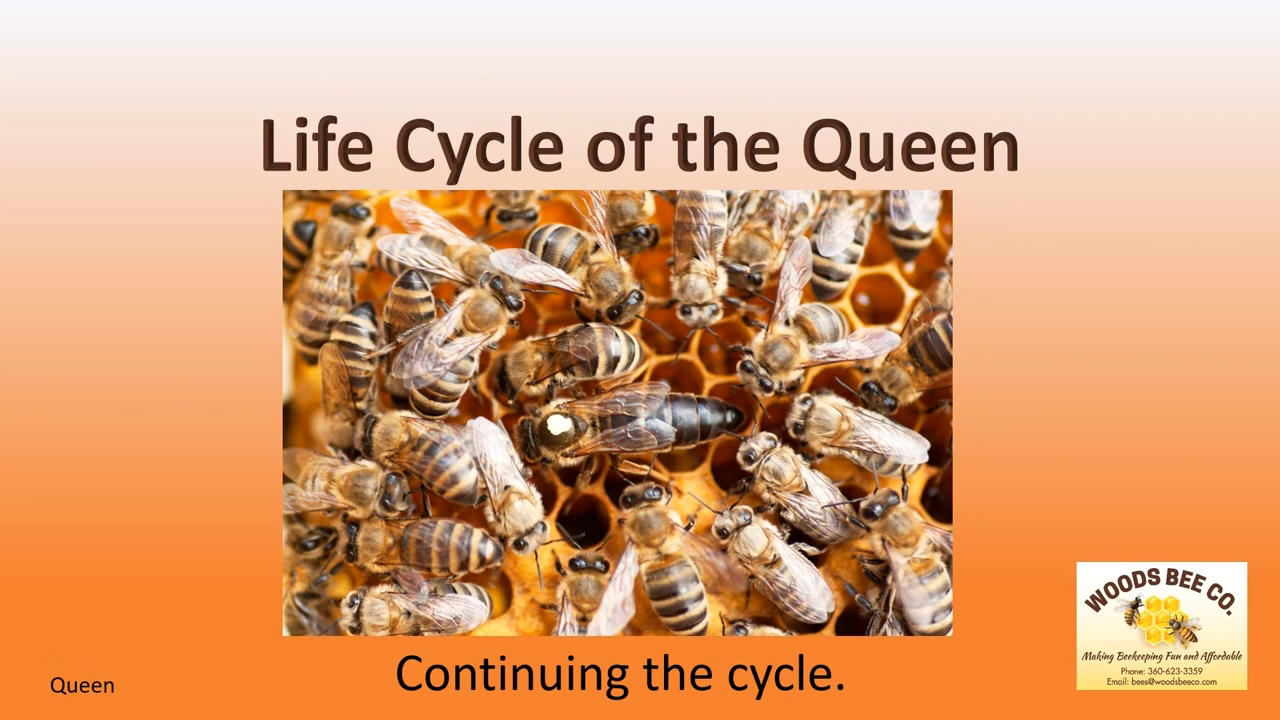 Life Cycle of the Queen
Continuing the cycle.
Queen
WOODS BEE CO.
Making Beekeeping Fun and Affordable
Phone: 360-623-3359
Email: bees@woodsbeeco.com